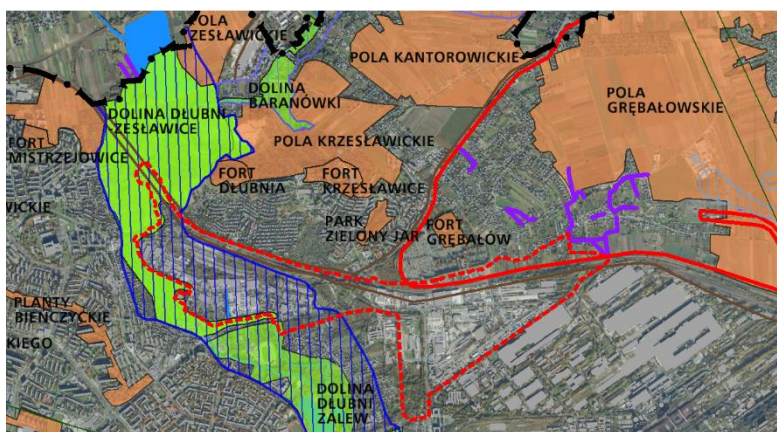 POLA
ZESŁAWICKIE
POLA KANTOROWICKIE
DOLINA
BARANÓWKI
POLA
GRĘBAŁOWSKIE
DOLINA DŁUBNI
ZESŁAWICE
POLA KRZESŁAWICKIE
FORT
MISTRZEJOWICE
FORT
DŁUBNIA
FORT
KRZESŁAWICE
WICKIE
PARK
ZIELONY JAR
FORT
GRĘBAŁÓW
PLANTY
BIEŃCZYCKIE
KIEGO
DOLINA
DŁUBNI
ZALEW